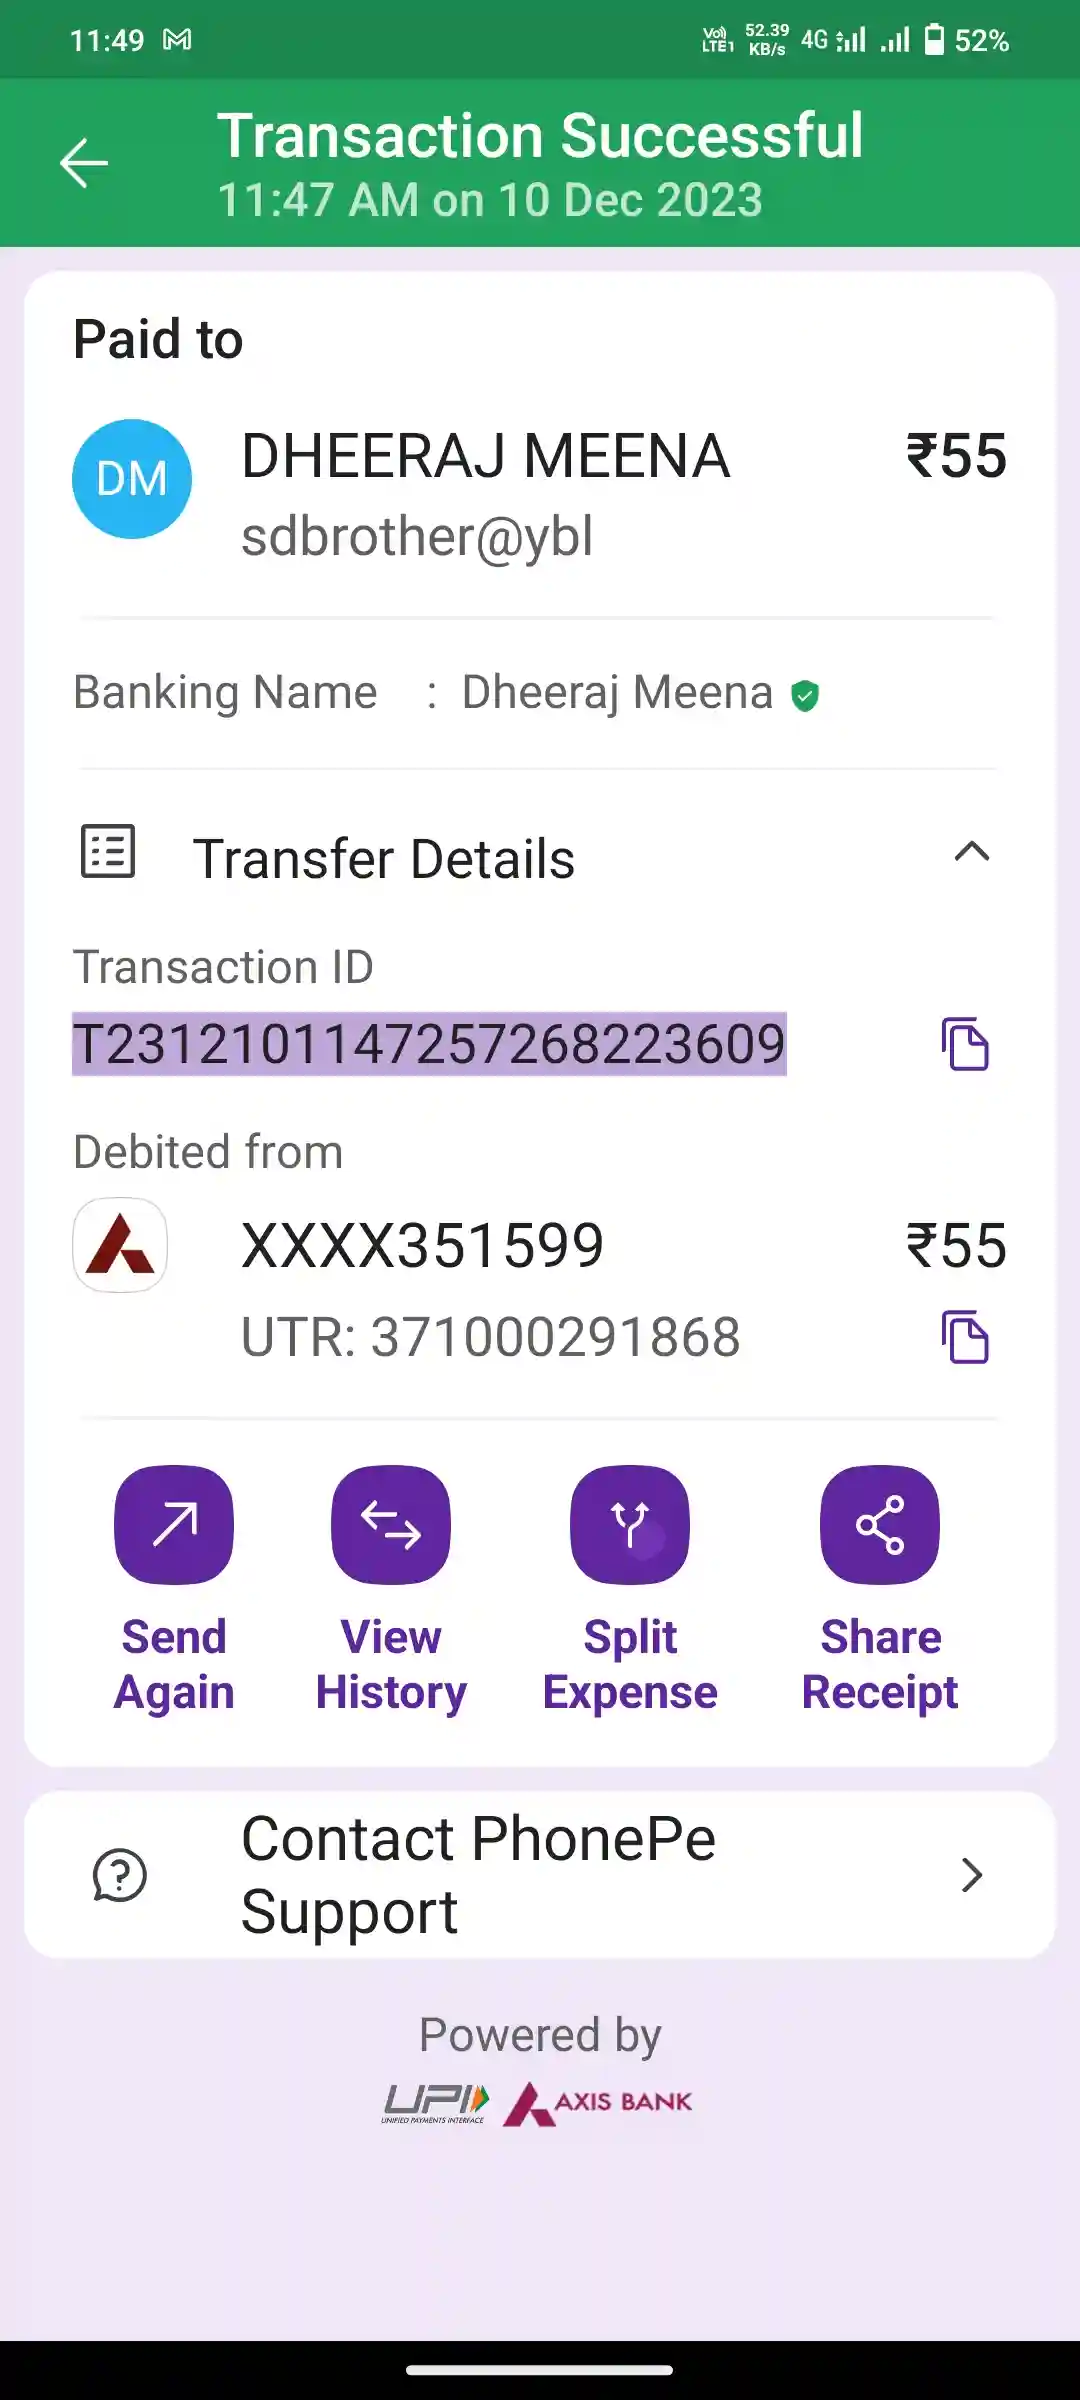 11:49
Vo) LTE1 52.39 KB/s 4G 52%
Transaction Successful
11:47 AM on 10 Dec 2023
Paid to
DM DHEERAJ MEENA ₹55
sdbrother@ybl
Banking Name : Dheeraj Meena
Transfer Details
Transaction ID
T2312101147257268223609
Debited from
XXXX351599 ₹55
UTR: 371000291868
Send Again
View History
Split Expense
Share Receipt
Contact PhonePe
Support
Powered by
UPI AXIS BANK
UNIFIED PAYMENTS INTERFACE